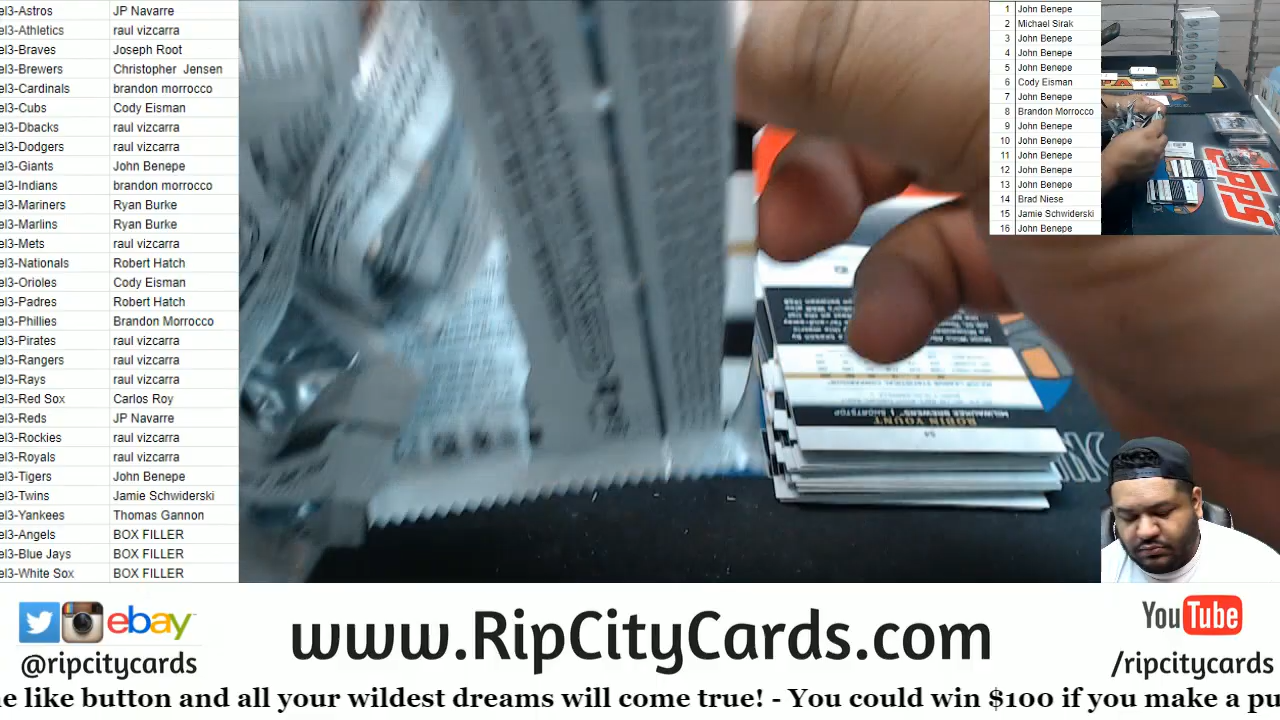 el3-Astros JP Navarre
el3-Athletics raul vizcarra
el3-Braves Joseph Root
el3-Brewers Christopher Jensen
el3-Cardinals brandon morrocco
el3-Cubs Cody Eisman
el3-Dbacks raul vizcarra
el3-Dodgers raul vizcarra
el3-Giants John Benepe
el3-Indians brandon morrocco
el3-Mariners Ryan Burke
el3-Marlins Ryan Burke
el3-Mets raul vizcarra
el3-Nationals Robert Hatch
el3-Orioles Cody Eisman
el3-Padres Robert Hatch
el3-Phillies Brandon Morrocco
el3-Pirates raul vizcarra
el3-Rangers raul vizcarra
el3-Rays raul vizcarra
el3-Red Sox Carlos Roy
el3-Reds JP Navarre
el3-Rockies raul vizcarra
el3-Royals raul vizcarra
el3-Tigers John Benepe
el3-Twins Jamie Schwiderski
el3-Yankees Thomas Gannon
el3-Angels BOX FILLER
el3-Blue Jays BOX FILLER
el3-White Sox BOX FILLER
1 John Benepe
2 Michael Sirak
3 John Benepe
4 John Benepe
5 John Benepe
6 Cody Eisman
7 John Benepe
8 Brandon Morrocco
9 John Benepe
10 John Benepe
11 John Benepe
12 John Benepe
13 John Benepe
14 Brad Niese
15 Jamie Schwiderski
16 John Benepe
MAJOR LEAGUE STATISTICAL COMPARISON
MILWAUKEE BREWERS | SHORTSTOP
ROBIN YOUNT
54
ebay
@ripcitycards
www.RipCityCards.com
YouTube
/ripcitycards
e like button and all your wildest dreams will come true! - You could win $100 if you make a pu